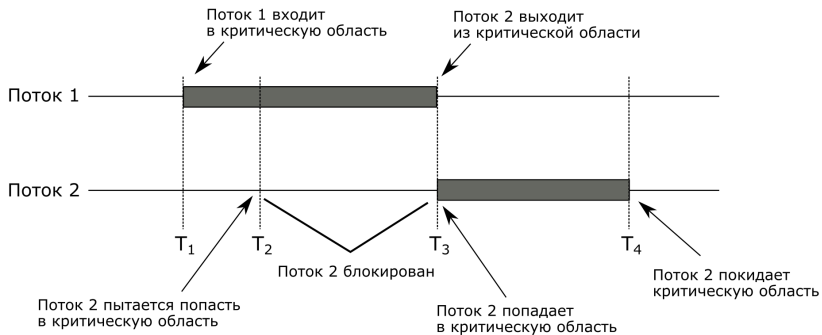 Поток 1 входит
в критическую область
Поток 2 выходит
из критической области
Поток 1
Поток 2
T1
T2
T3
T4
Поток 2 блокирован
Поток 2 пытается попасть
в критическую область
Поток 2 попадает
в критическую область
Поток 2 покидает
критическую область